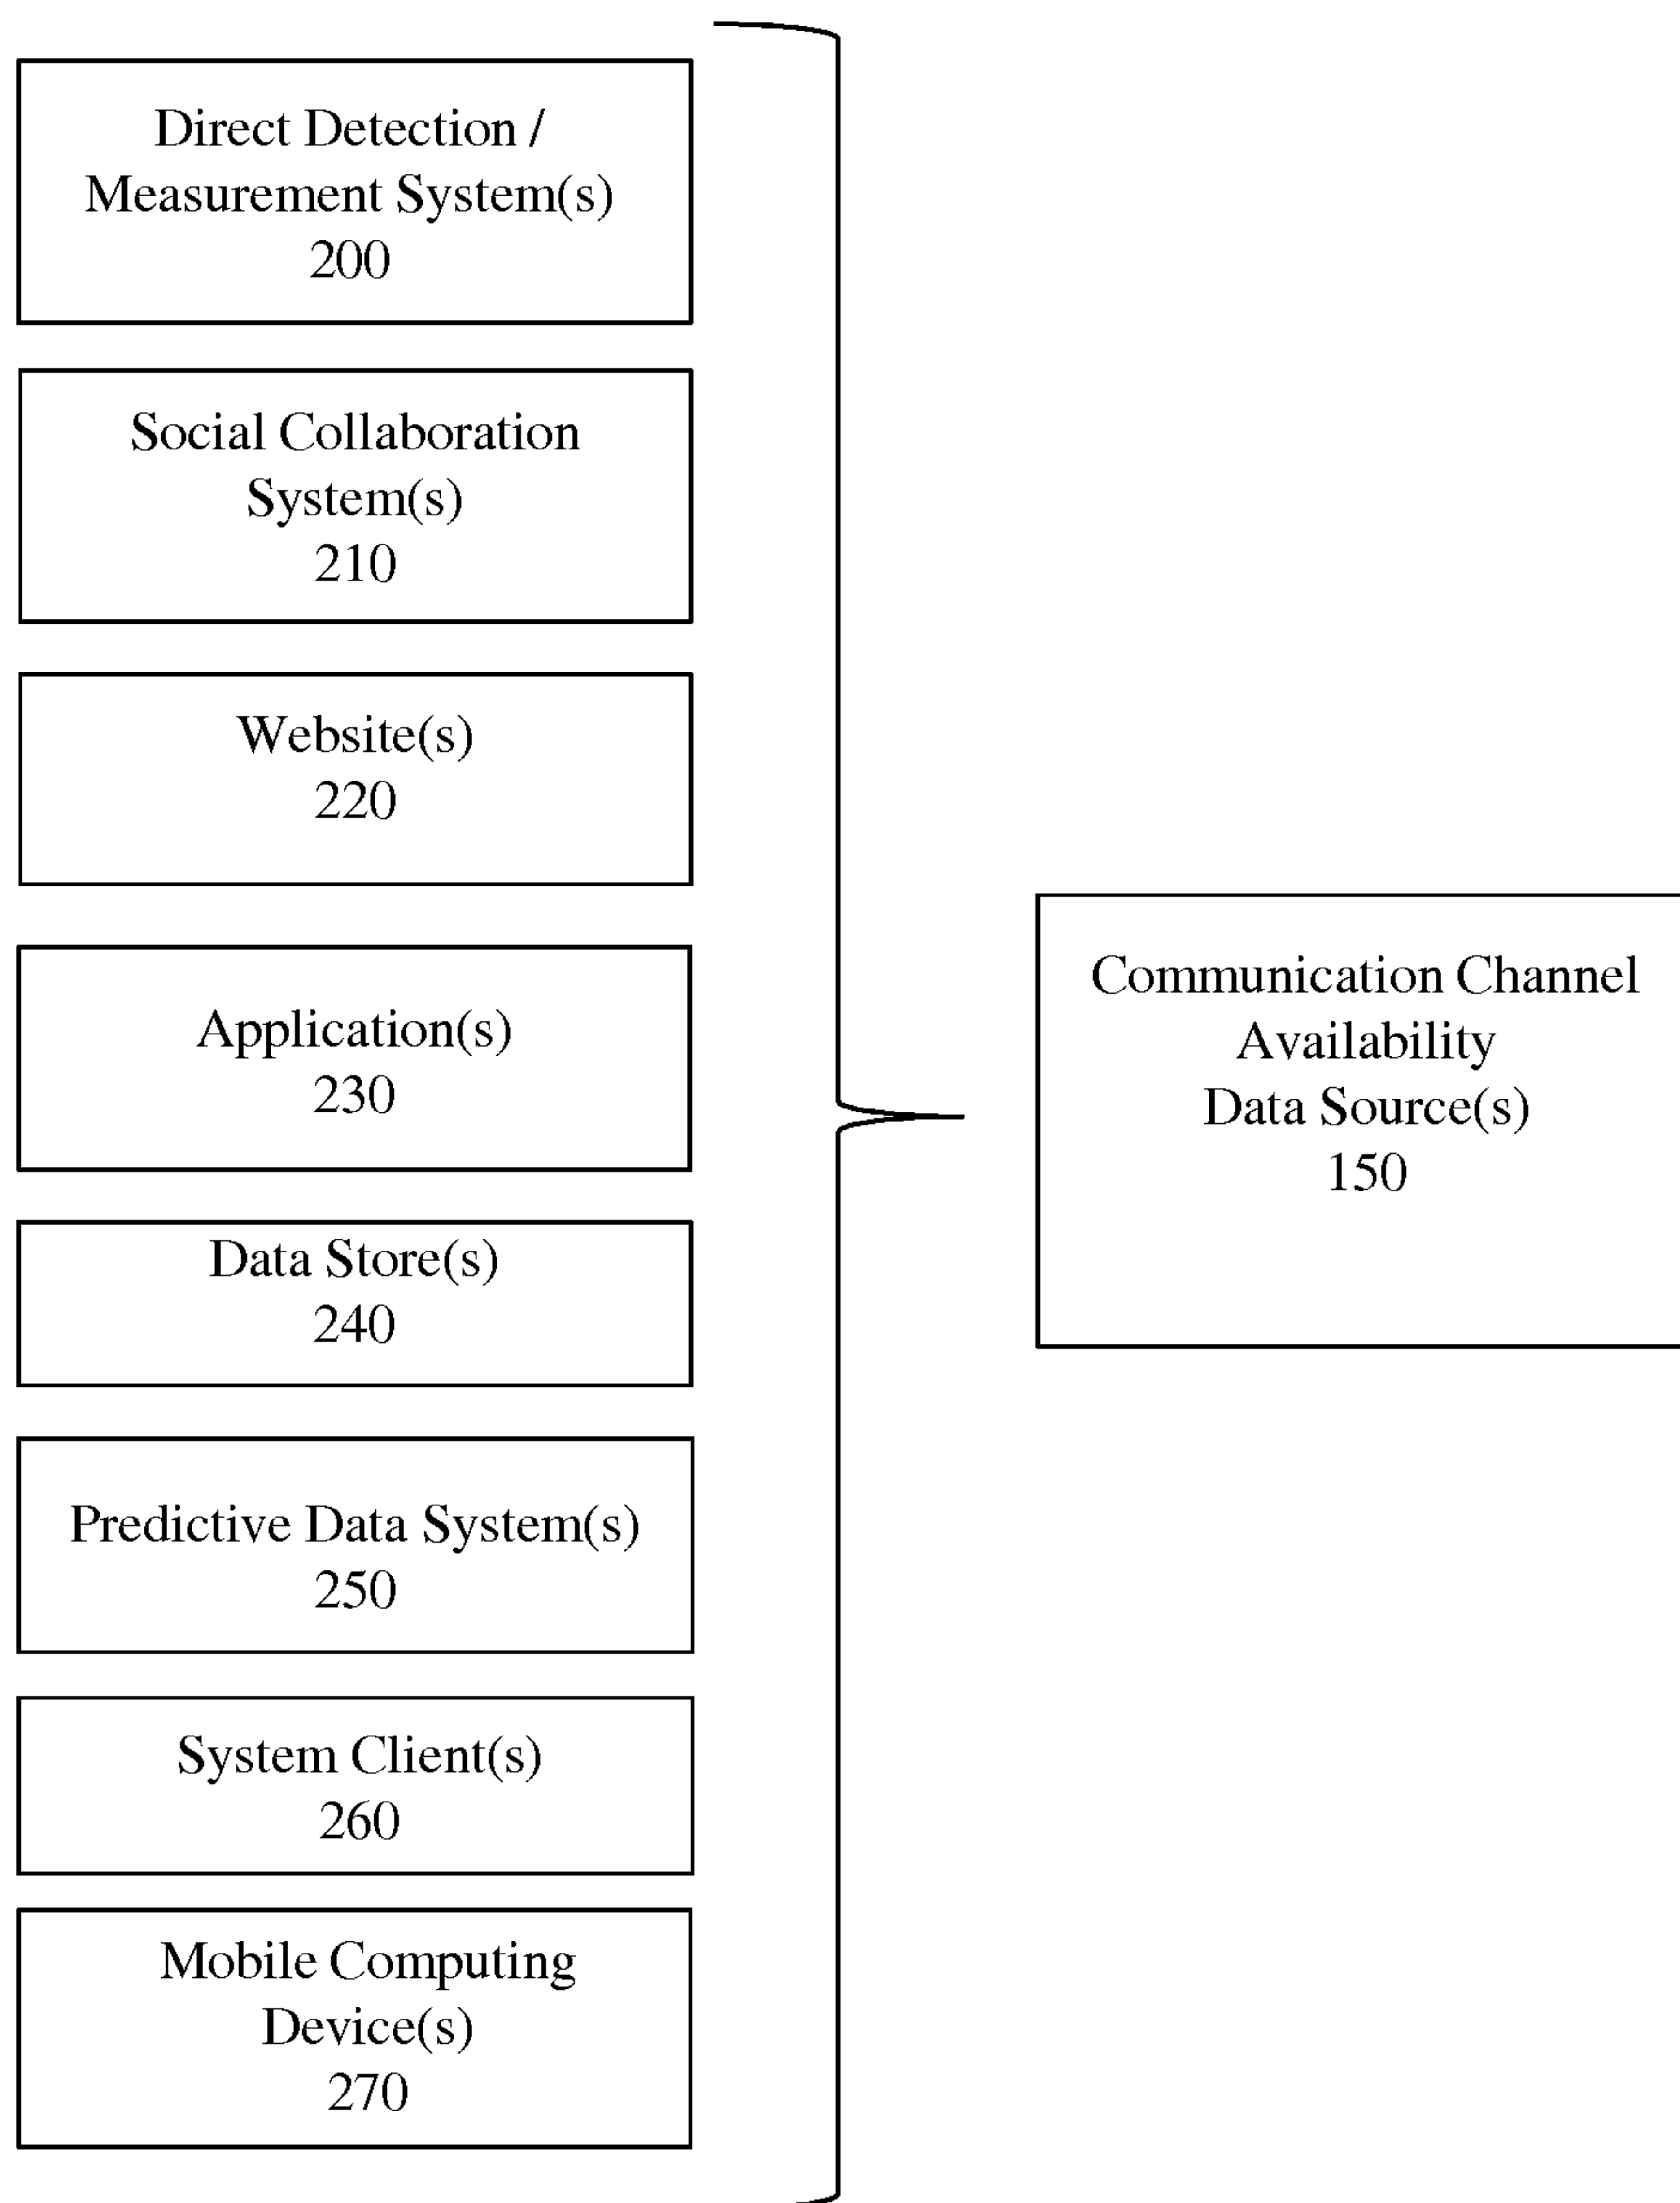 Direct Detection /
Measurement System(s)
200
Social Collaboration
System(s)
210
Website(s)
220
Application(s)
230
Data Store(s)
240
Predictive Data System(s)
250
System Client(s)
260
Mobile Computing
Device(s)
270
Communication Channel
Availability
Data Source(s)
150